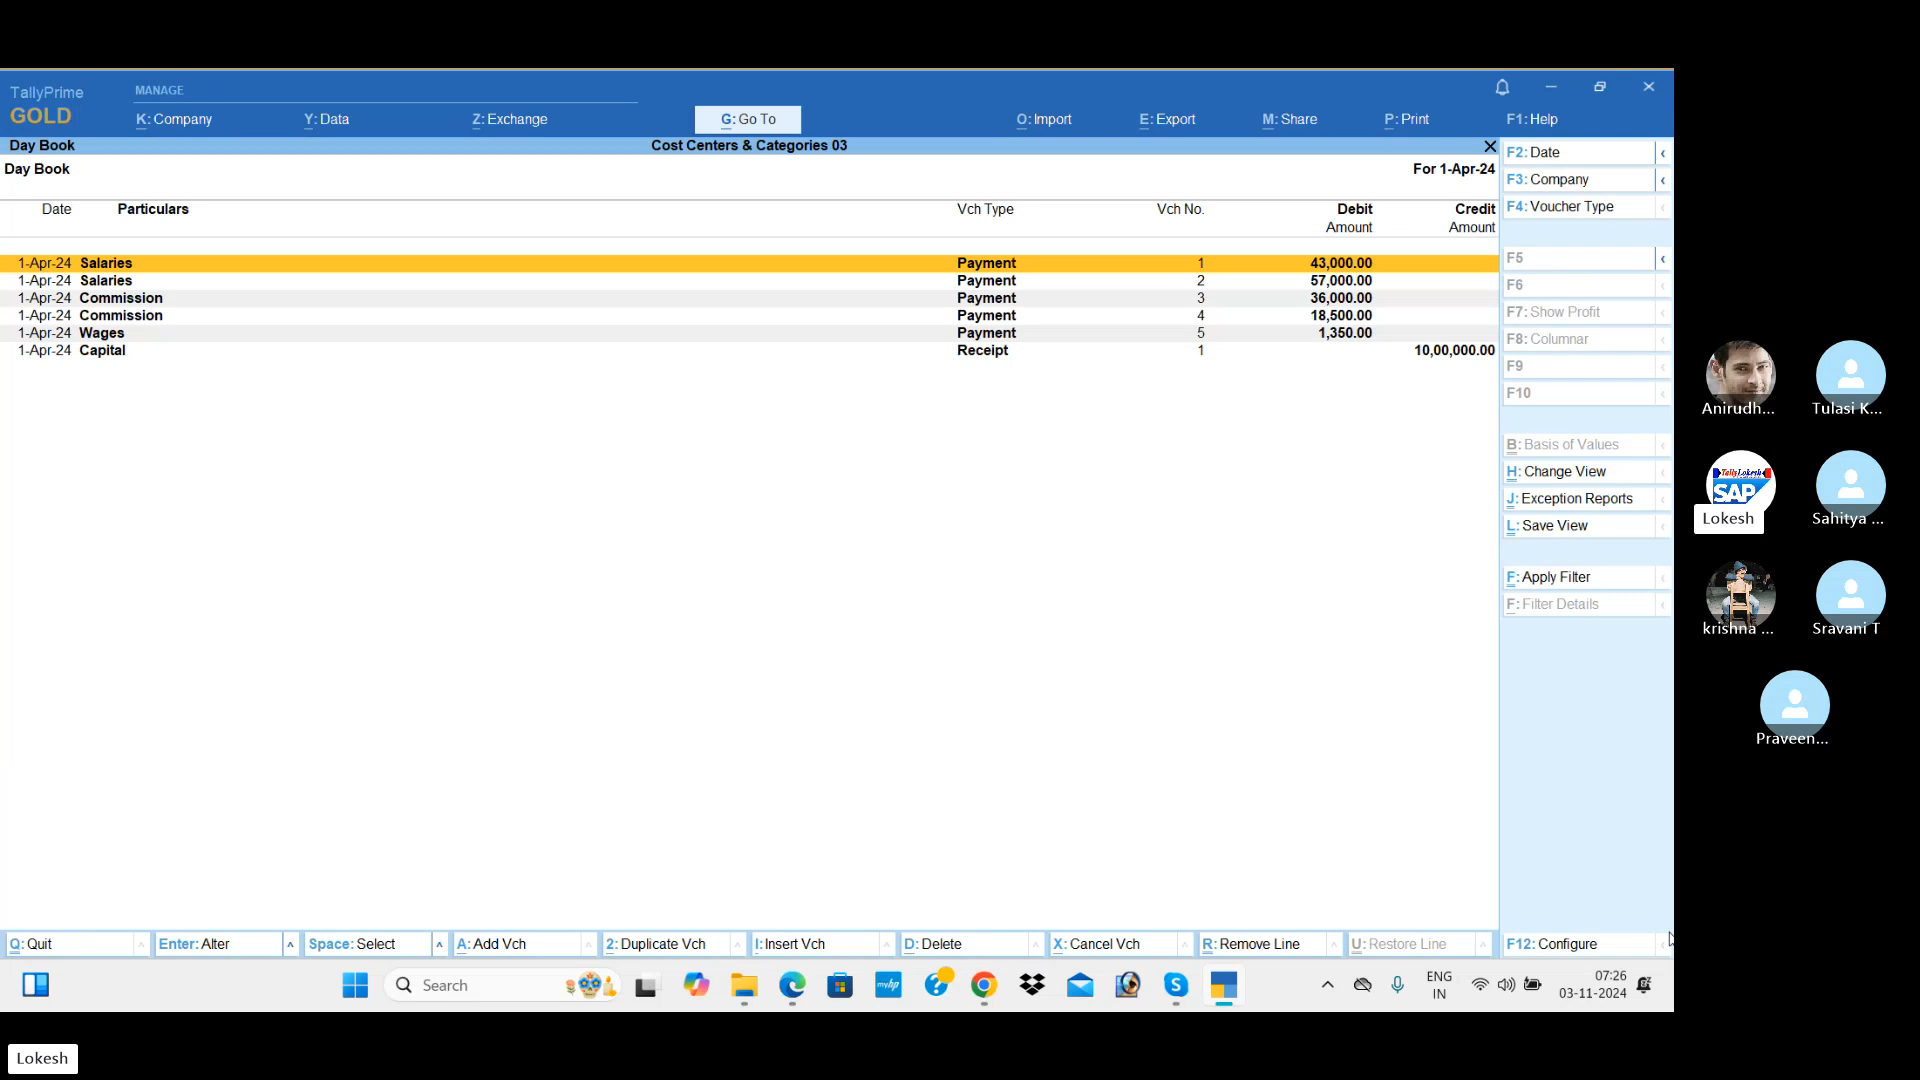 TallyPrime
GOLD
MANAGE
K: Company Y: Data Z: Exchange G: Go To O: Import E: Export M: Share P: Print F1: Help
Day Book Cost Centers & Categories 03
Day Book For 1-Apr-24
Date Particulars Vch Type Vch No. Debit Credit
Amount Amount
1-Apr-24 Salaries Payment 1 43,000.00
1-Apr-24 Salaries Payment 2 57,000.00
1-Apr-24 Commission Payment 3 36,000.00
1-Apr-24 Commission Payment 4 18,500.00
1-Apr-24 Wages Payment 5 1,350.00
1-Apr-24 Capital Receipt 1 10,00,000.00
F2: Date
F3: Company
F4: Voucher Type
F5
F6
F7: Show Profit
F8: Columnar
F9
F10
B: Basis of Values
H: Change View
J: Exception Reports
L: Save View
F: Apply Filter
F: Filter Details
Q: Quit Enter: Alter Space: Select A: Add Vch 2: Duplicate Vch I: Insert Vch D: Delete X: Cancel Vch R: Remove Line U: Restore Line F12: Configure
Search
myhp
ENG
IN
07:26
03-11-2024
Anirudh... Tulasi K...
TallyLokesh
SAP
Lokesh Sahitya ...
krishna ... Sravani T
Praveen...
Lokesh